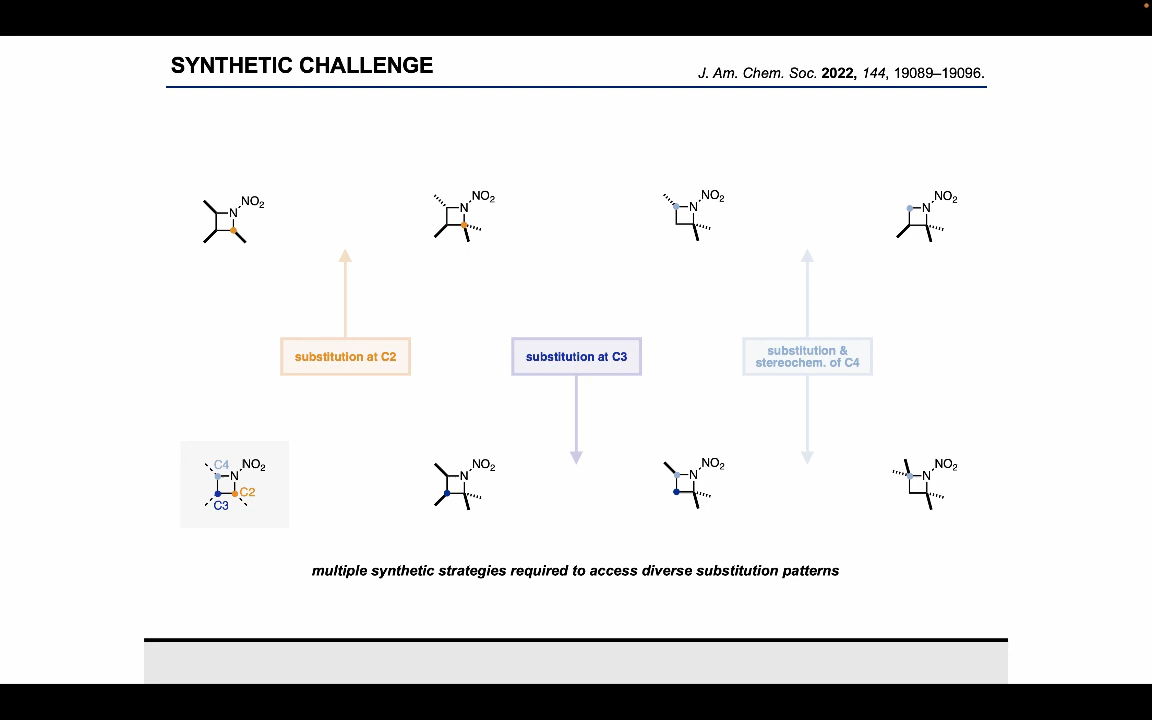 SYNTHETIC CHALLENGE
J. Am. Chem. Soc. 2022, 144, 19089–19096.
NO2
N
NO2
N
NO2
N
NO2
N
substitution at C2
substitution at C3
substitution &
stereochem. of C4
C4
NO2
N
C2
C3
NO2
N
NO2
N
NO2
N
multiple synthetic strategies required to access diverse substitution patterns